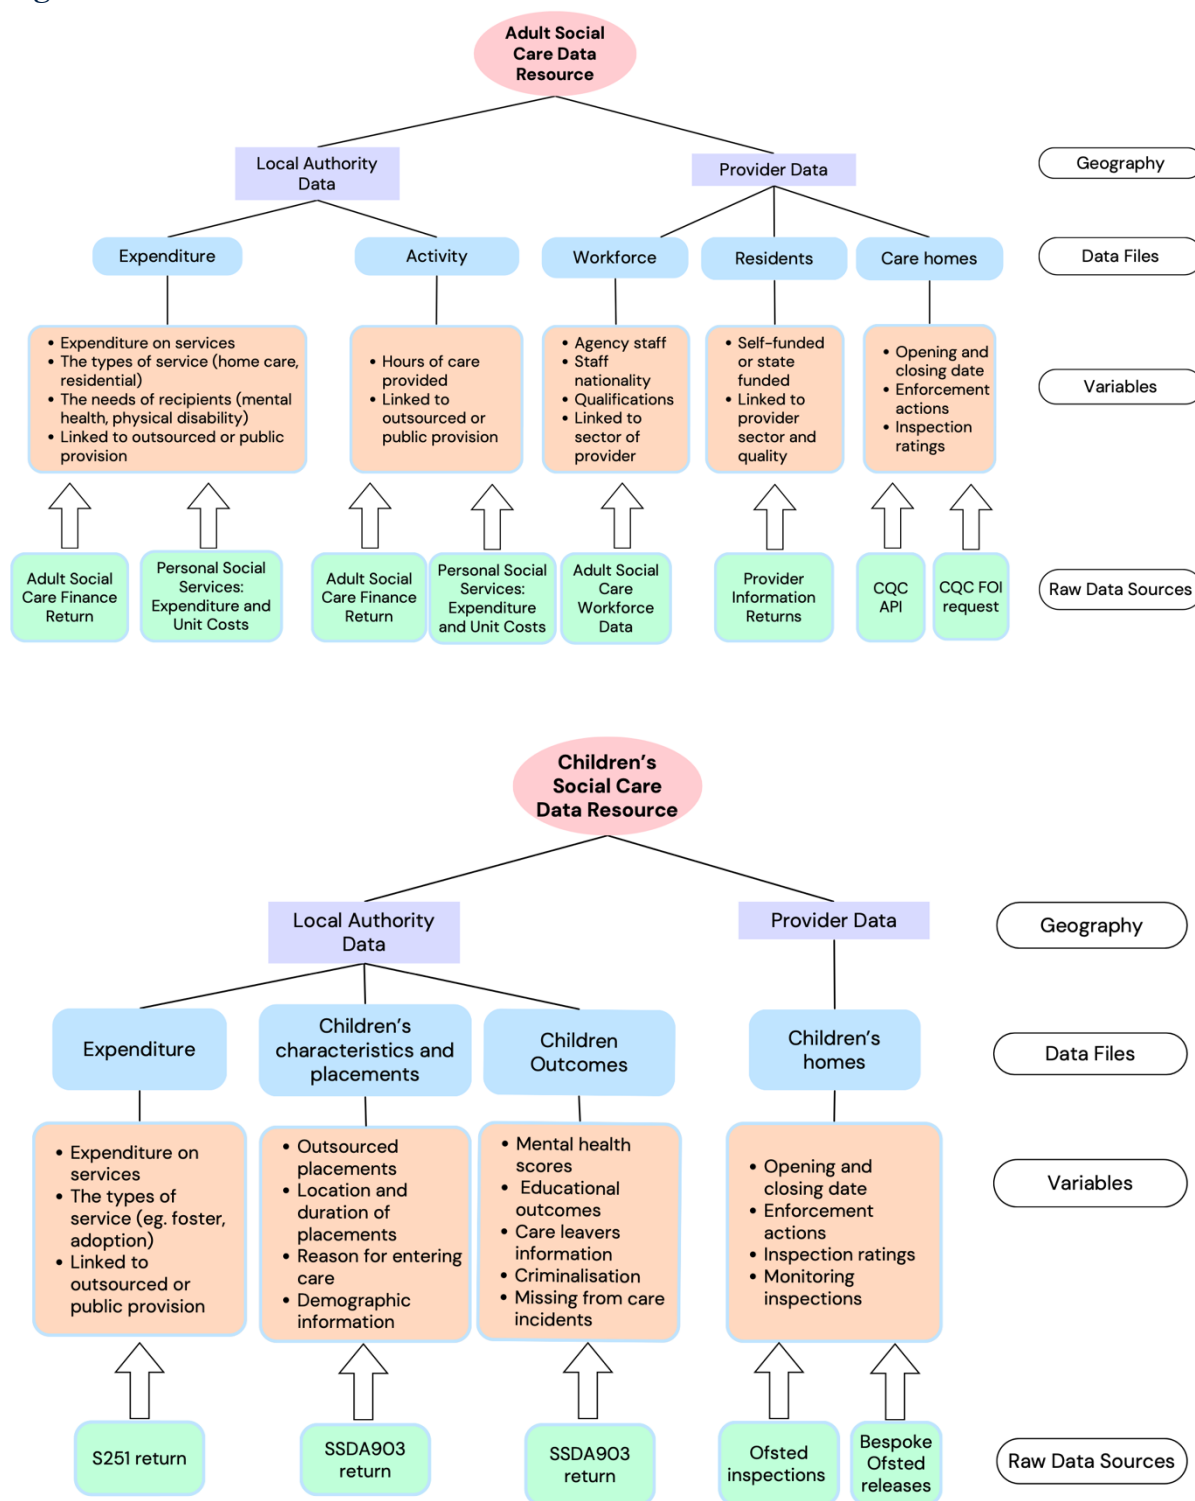 Adult Social
Care Data
Resource
Local Authority
Data
Provider Data
Geography
Expenditure
Activity
Workforce
Residents
Care homes
Data Files
• Expenditure on services
• The types of service (home care,
residential)
• The needs of recipients (mental
health, physical disability)
• Linked to outsourced or public
provision
• Hours of care
provided
• Linked to
outsourced or
public provision
• Agency staff
• Staff
nationality
• Qualifications
• Linked to
sector of
provider
• Self-funded
or state
funded
• Linked to
provider
sector and
quality
• Opening and
closing date
• Enforcement
actions
• Inspection
ratings
Variables
Adult Social
Care Finance
Return
Personal Social
Services:
Expenditure and
Unit Costs
Adult Social
Care Finance
Return
Personal Social
Services:
Expenditure
and Unit Costs
Adult Social
Care
Workforce
Data
Provider
Information
Returns
CQC
API
CQC FOI
request
Raw Data Sources
Children's
Social Care
Data Resource
Local Authority
Data
Provider Data
Geography
Expenditure
Children's
characteristics and
placements
Children
Outcomes
Children's
homes
Data Files
• Expenditure on
services
• The types of
service (eg. foster,
adoption)
• Linked to
outsourced or
public provision
• Outsourced
placements
• Location and
duration of
placements
• Reason for entering
care
• Demographic
information
• Mental health
scores
• Educational
outcomes
• Care leavers
information
• Criminalisation
• Missing from care
incidents
• Opening and
closing date
• Enforcement
actions
• Inspection ratings
• Monitoring
inspections
Variables
S251 return
SSDA903
return
SSDA903
return
Ofsted
inspections
Bespoke
Ofsted
releases
Raw Data Sources